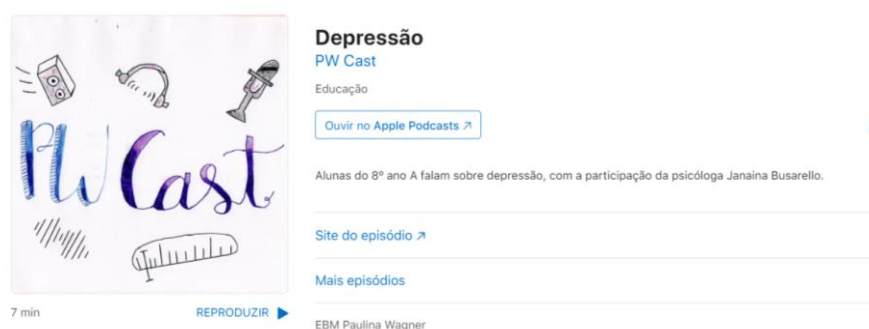 PW Cast
7 min
REPRODUZIR
Depressão
PW Cast
Educação
Ouvir no Apple Podcasts ↗
Alunas do 8º ano A falam sobre depressão, com a participação da psicóloga Janaina Busarello.
Site do episódio ↗
Mais episódios
EBM Paulina Wagner